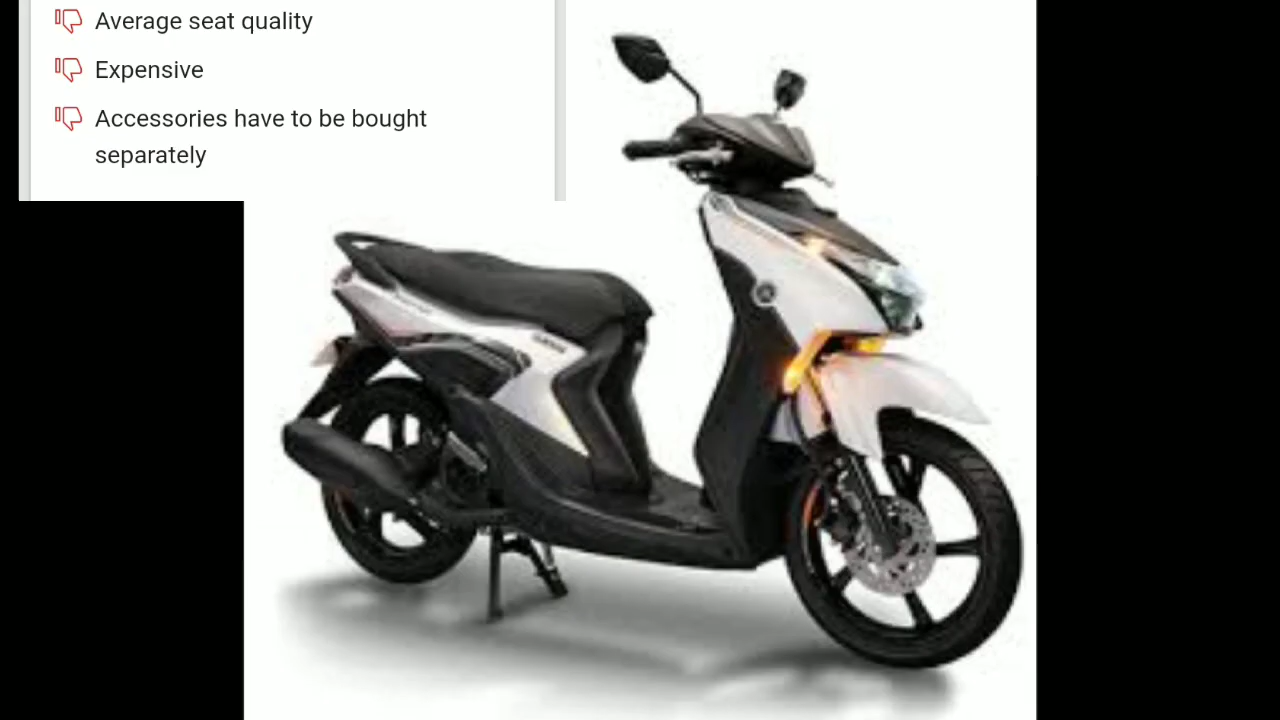 Average seat quality
Expensive
Accessories have to be bought
separately